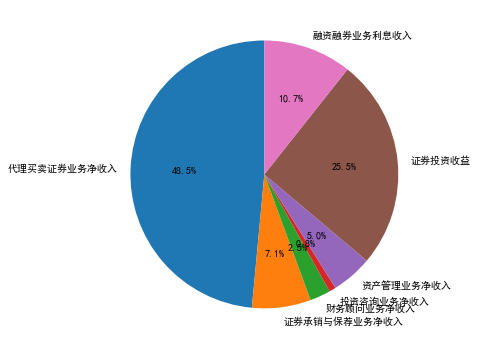 融资融券业务利息收入
10.7%
证券投资收益
25.5%
代理买卖证券业务净收入
48.5%
5.0%
0.8%
2.5%
7.1%
资产管理业务净收入
投资咨询业务净收入
财务顾问业务净收入
证券承销与保荐业务净收入